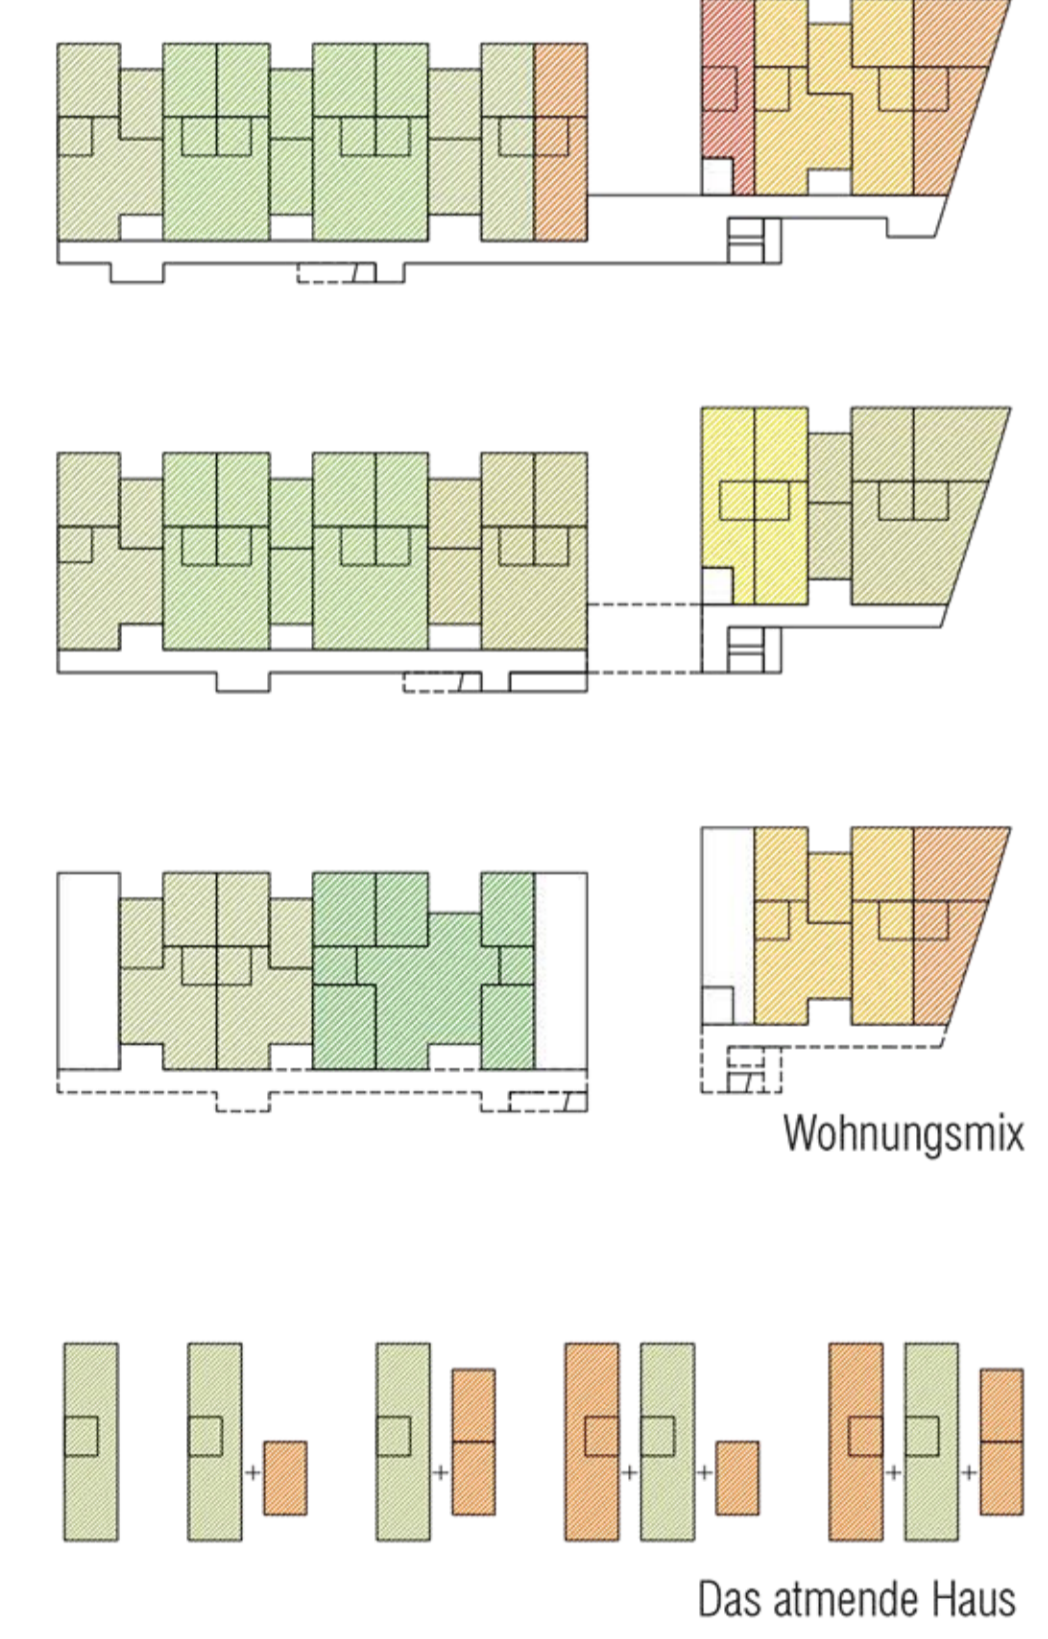 Wohnungsmix
+ + + + + +
Das atmende Haus